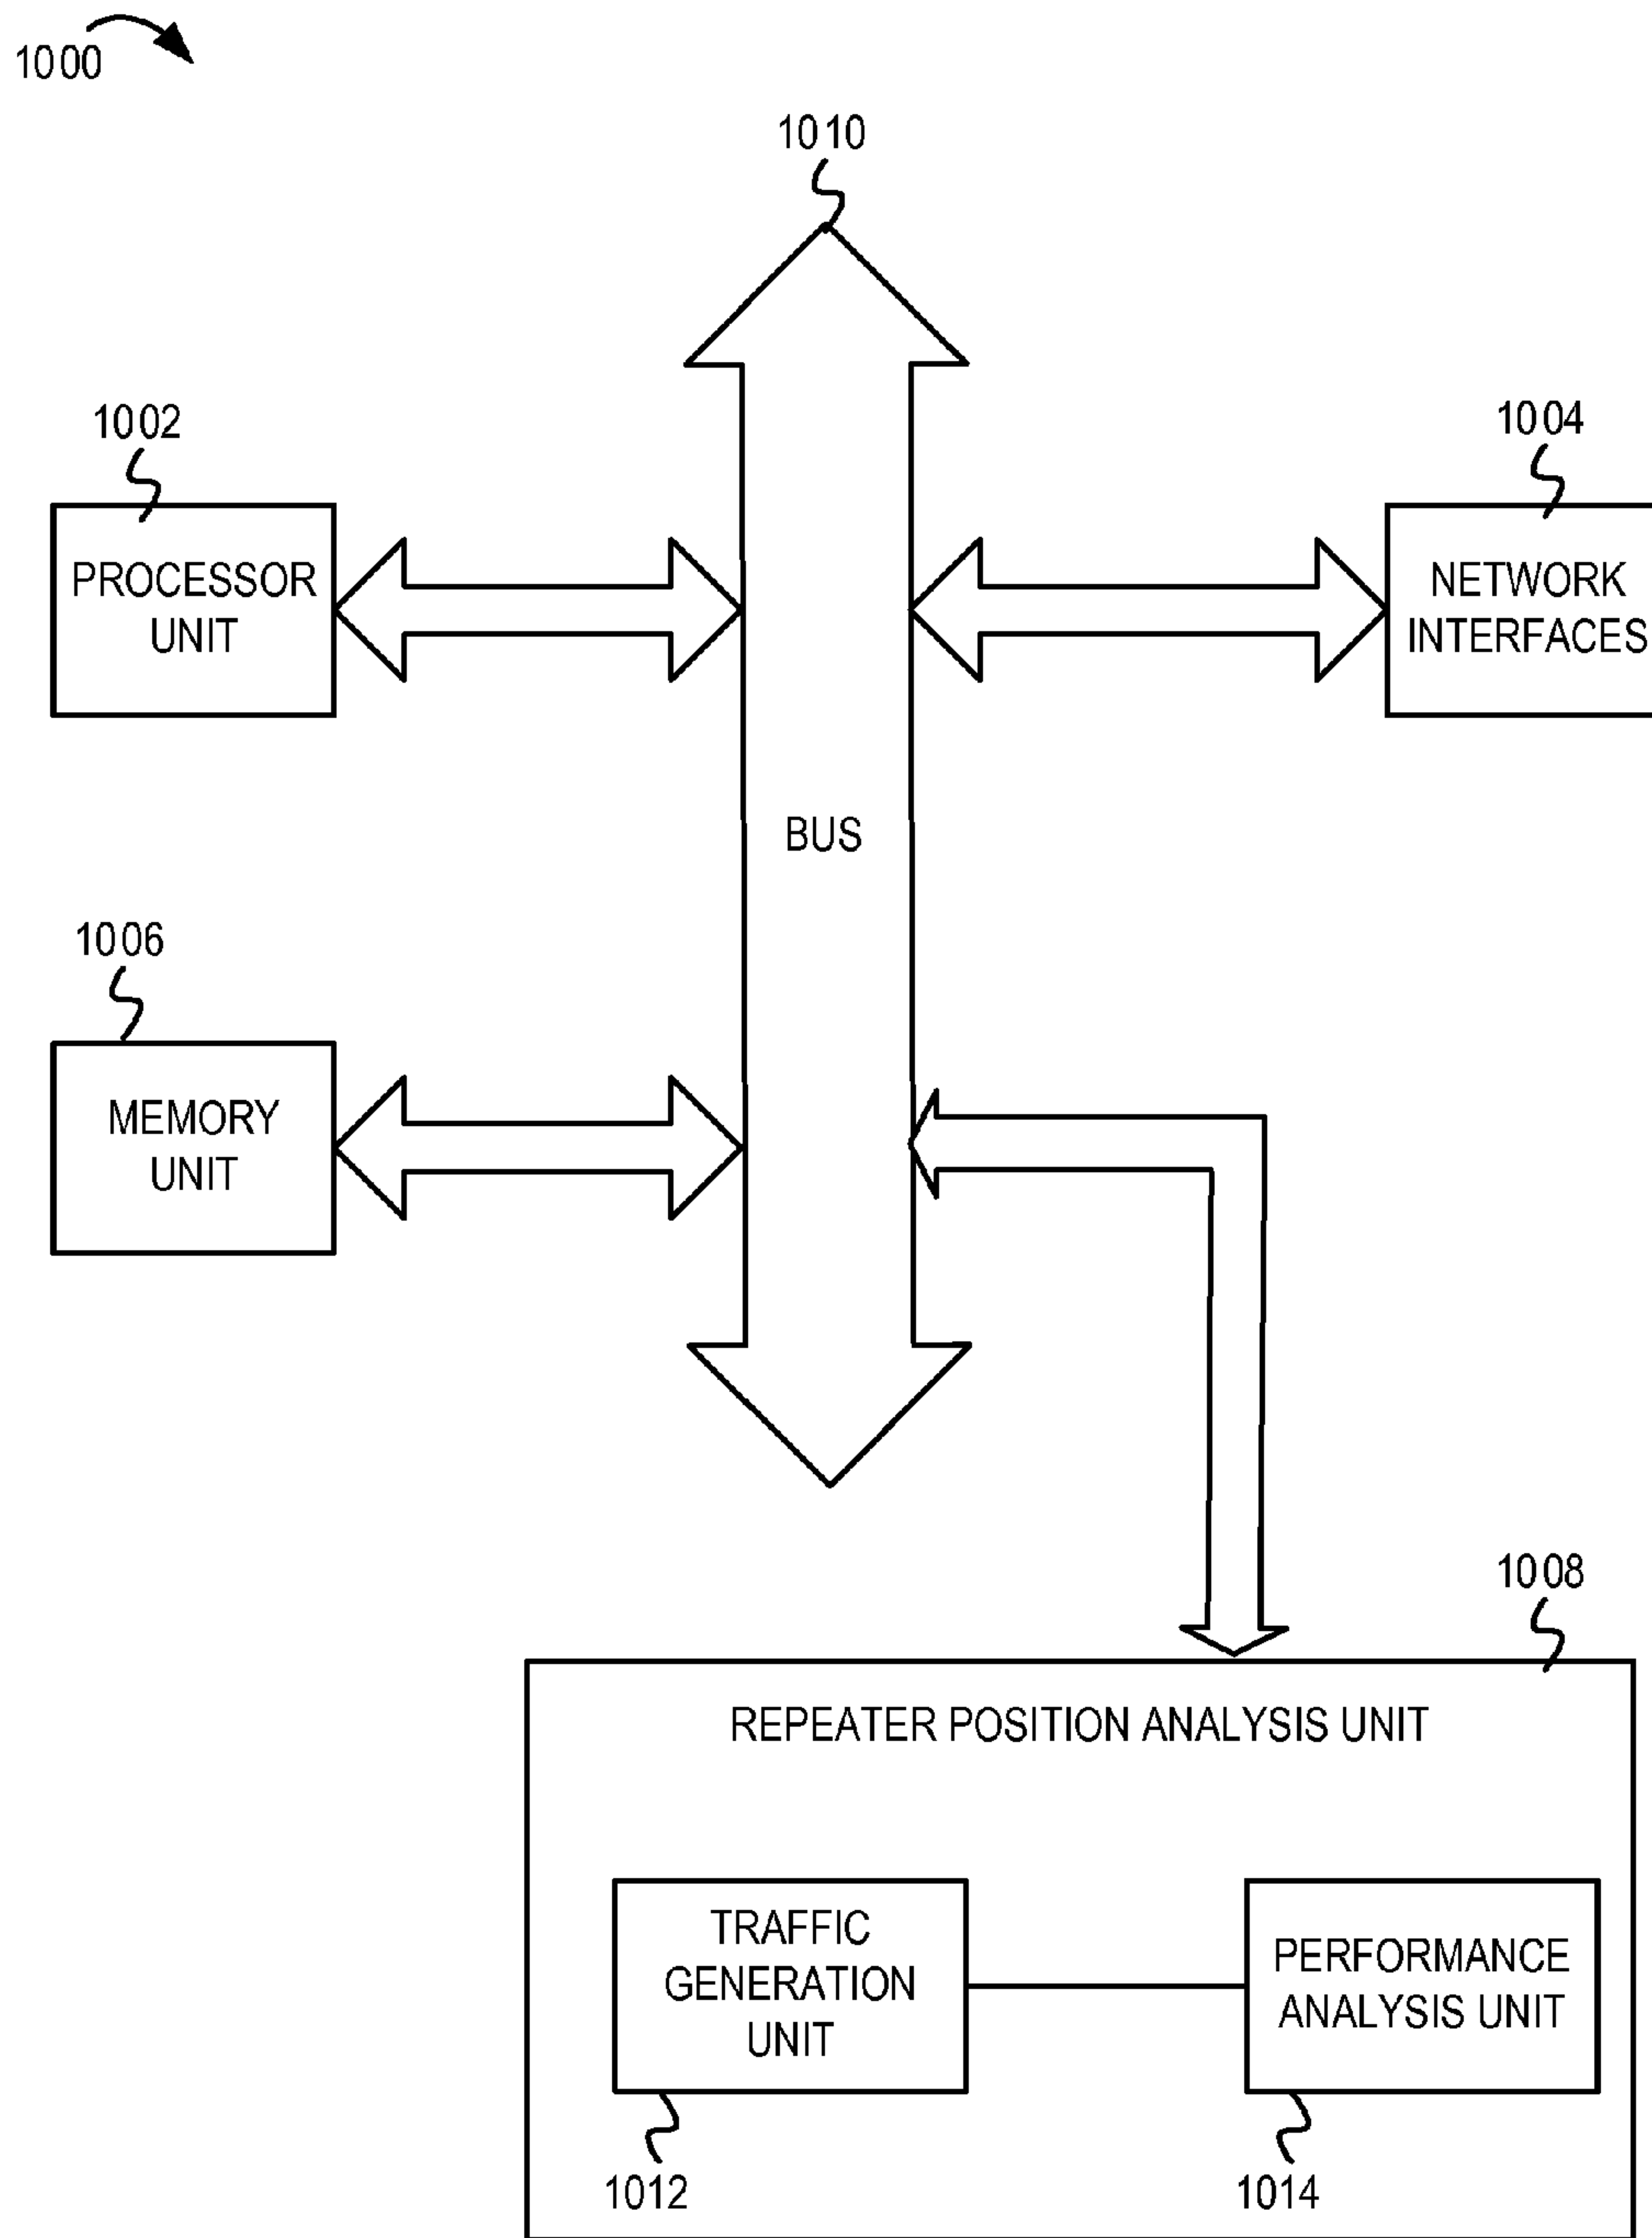 1000
1010
1002
1004
PROCESSOR
UNIT
NETWORK
INTERFACES
BUS
1006
MEMORY
UNIT
1008
REPEATER POSITION ANALYSIS UNIT
TRAFFIC
GENERATION
UNIT
PERFORMANCE
ANALYSIS UNIT
1012
1014